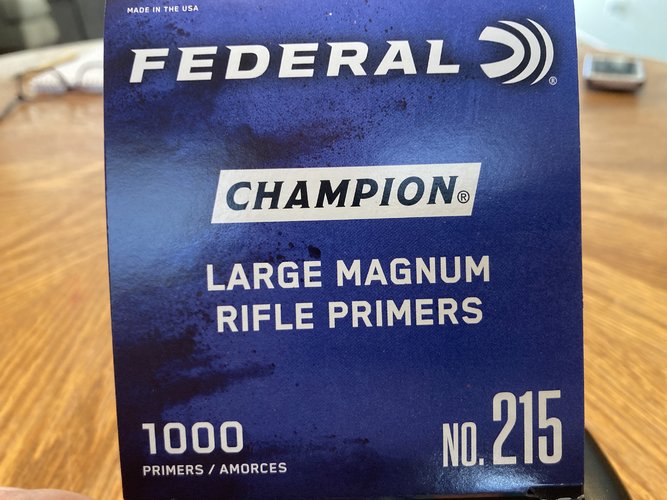 MADE IN THE USA
FEDERAL®
CHAMPION®
LARGE MAGNUM
RIFLE PRIMERS
1000
PRIMERS / AMORCES
NO. 215